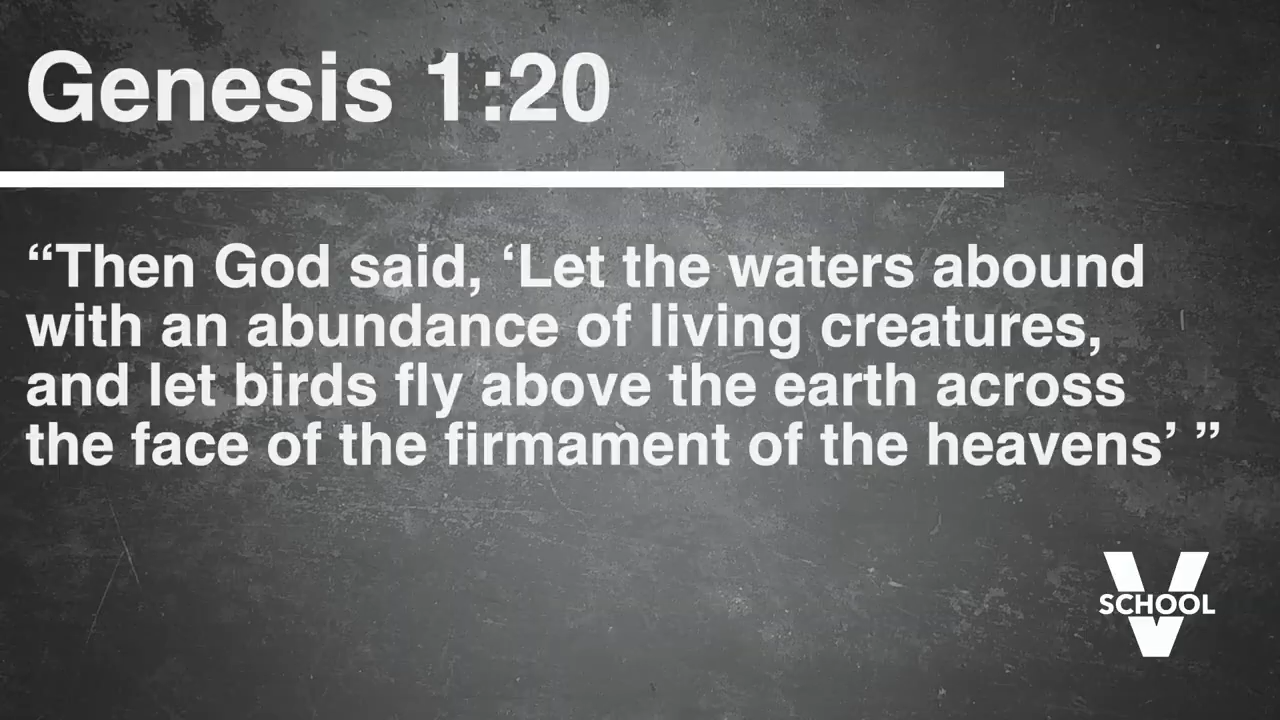 Genesis 1:20
“Then God said, ‘Let the waters abound
with an abundance of living creatures,
and let birds fly above the earth across
the face of the firmament of the heavens’ ”
V
SCHOOL